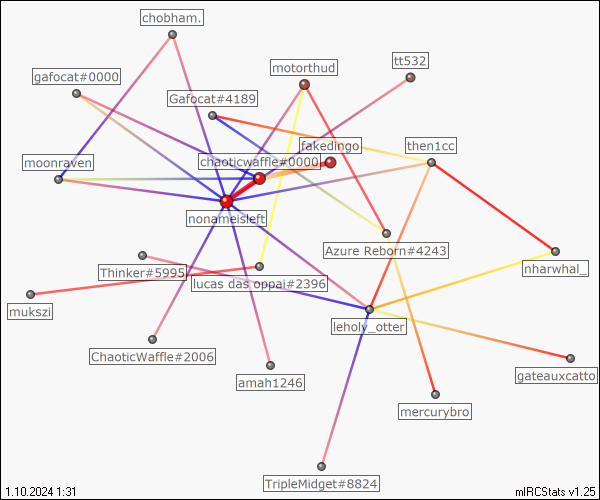 chobham.
motorthud
tt532
gafocat#0000
Gafocat#4189
fakedingo
then1cc
moonraven
chaoticwaffle#0000
nonameisleft
Azure Reborn#4243
Thinker#5995
nharwhal_
lucas das oppai#2396
mukszi
leholy_otter
ChaoticWaffle#2006
gateauxcatto
amah1246
mercurybro
TripleMidget#8824
1.10.2024 1:31
mIRCStats v1.25